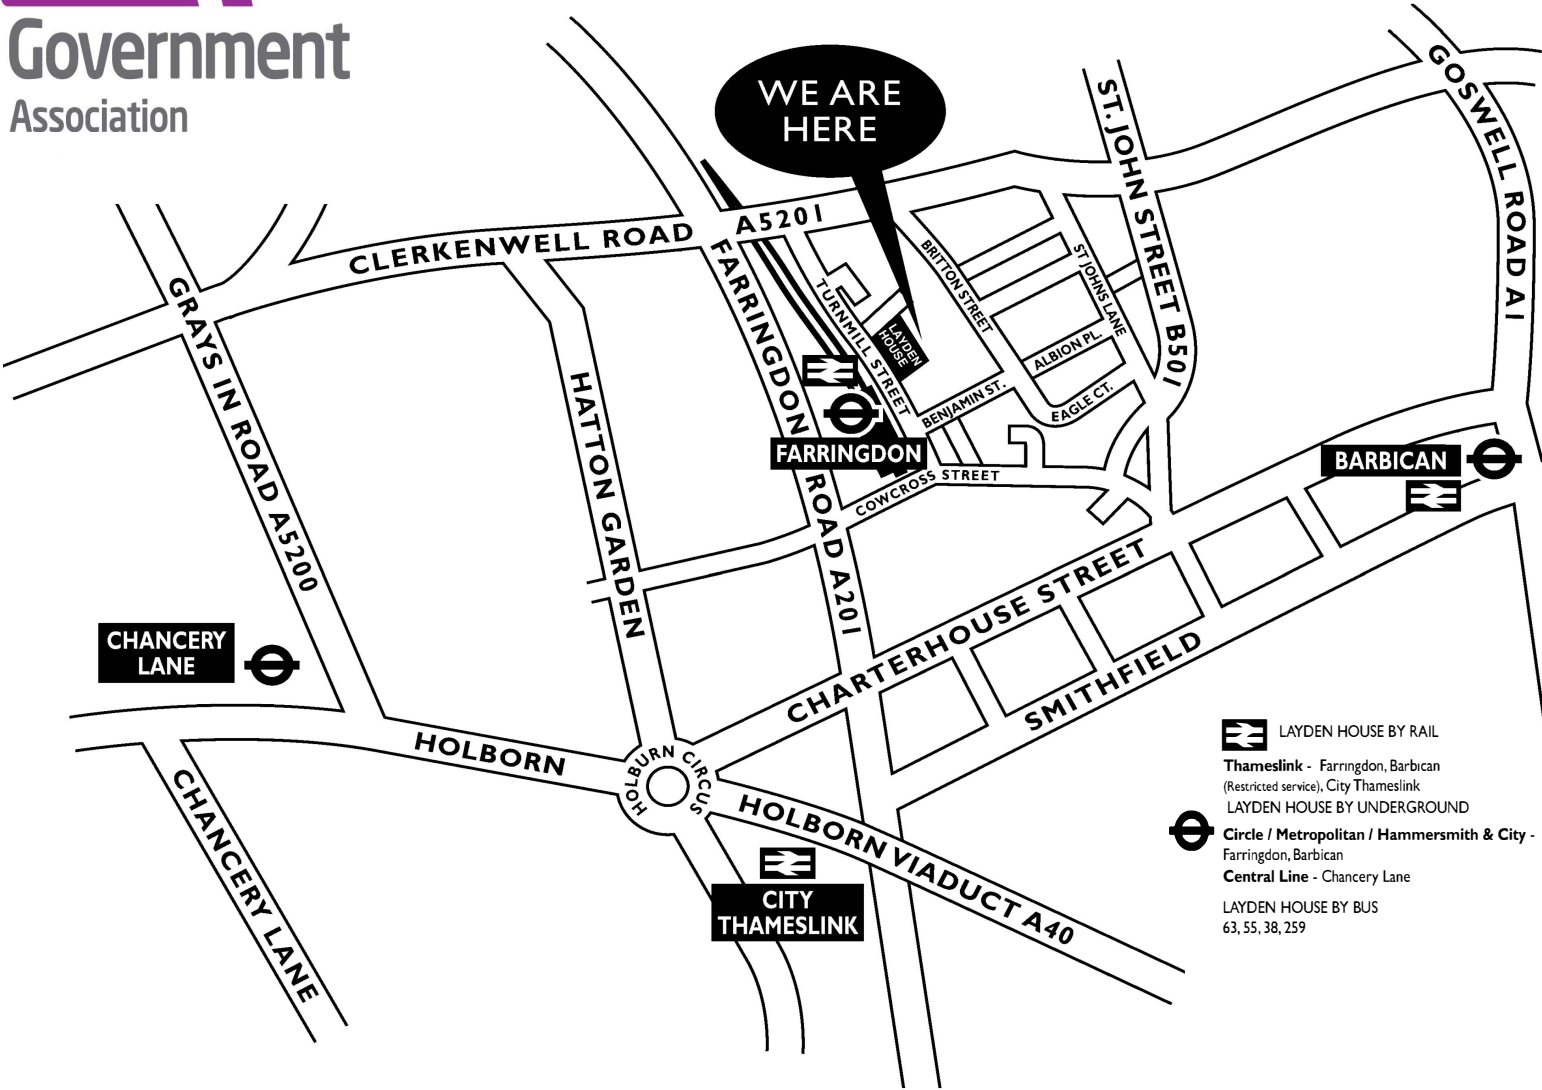 Government
Association
WE ARE
HERE
GOSWELL ROAD A1
ST. JOHN STREET B501
CLERKENWELL ROAD A5201
GRAYS IN ROAD A5200
HATTON GARDEN
FARRINGDON ROAD A201
TURNMILL STREET
LAYDEN
HOUSE
BRITTON STREET
ST JOHNS LANE
ALBION PL.
EAGLE CT.
BENJAMIN ST.
FARRINGDON
COWCROSS STREET
BARBICAN
CHARTERHOUSE STREET
SMITHFIELD
CHANCERY
LANE
HOLBORN
HOLBURN CIRCUS
HOLBORN VIADUCT A40
CHANCERY LANE
CITY
THAMESLINK
LAYDEN HOUSE BY RAIL
Thameslink - Farringdon, Barbican
(Restricted service), City Thameslink
LAYDEN HOUSE BY UNDERGROUND
Circle / Metropolitan / Hammersmith & City -
Farringdon, Barbican
Central Line - Chancery Lane
LAYDEN HOUSE BY BUS
63, 55, 38, 259